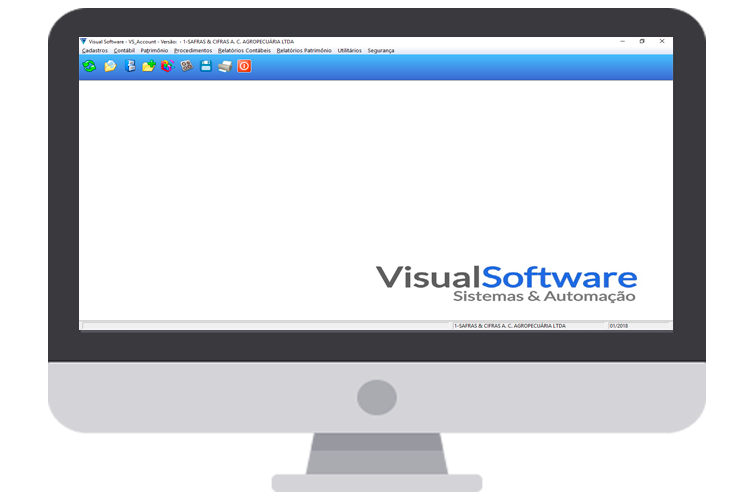 Visual Software - VS_Account - Versão: - 1-SAFRAS & CIFRAS A. C. AGROPECUÁRIA LTDA
Cadastros Contábil Patrimônio Procedimentos Relatórios Contábeis Relatórios Patrimônio Utilitários Segurança
VisualSoftware
Sistemas & Automação
1-SAFRAS & CIFRAS A. C. AGROPECUÁRIA LTDA 01/2018